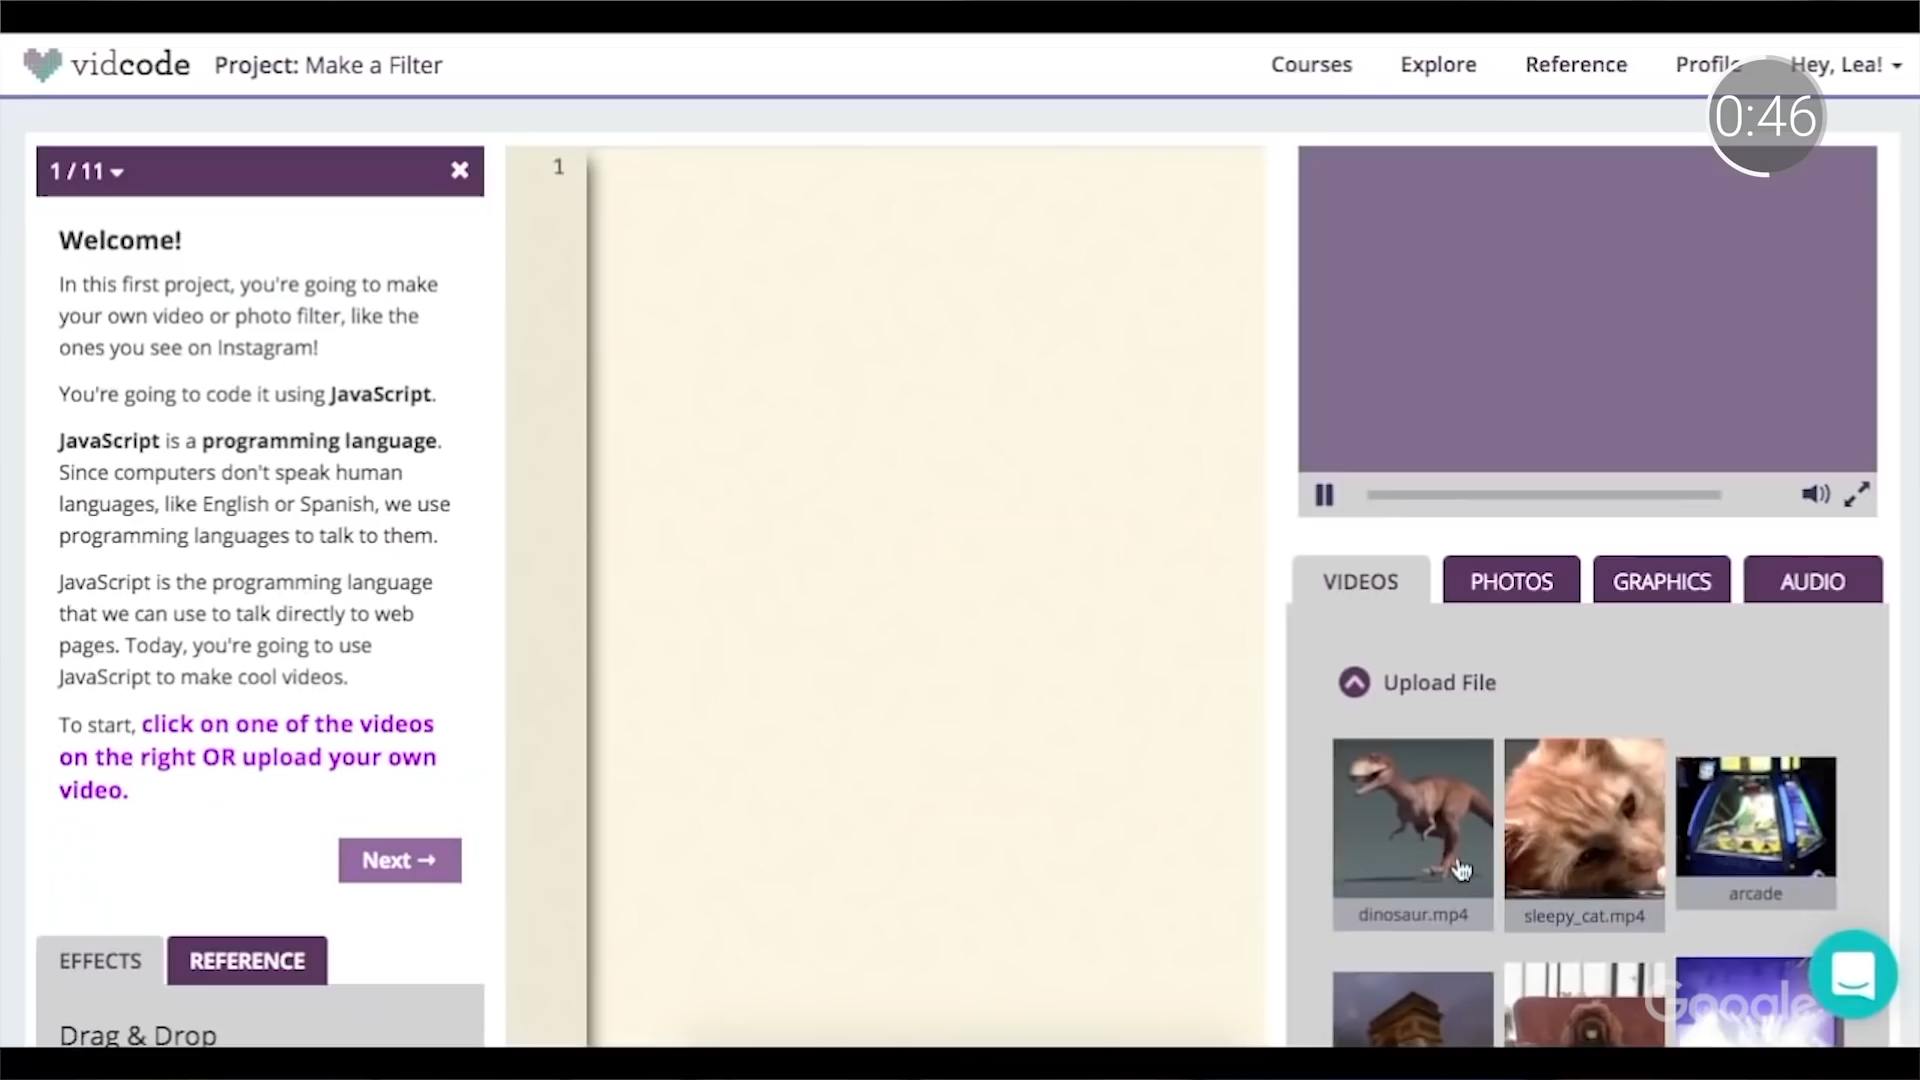 vidcode Project: Make a Filter
Courses Explore Reference Profile Hey, Lea!
0:46
1 / 11
Welcome!
In this first project, you're going to make
your own video or photo filter, like the
ones you see on Instagram!
You're going to code it using JavaScript.
JavaScript is a programming language.
Since computers don't speak human
languages, like English or Spanish, we use
programming languages to talk to them.
JavaScript is the programming language
that we can use to talk directly to web
pages. Today, you're going to use
JavaScript to make cool videos.
To start, click on one of the videos
on the right OR upload your own
video.
Next →
EFFECTS REFERENCE
Drag & Drop
1
VIDEOS PHOTOS GRAPHICS AUDIO
Upload File
dinosaur.mp4 sleepy_cat.mp4 arcade
Google